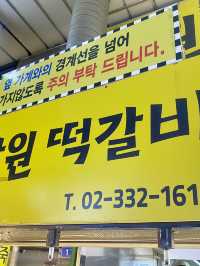 옆 가게와의 경계선을 넘어
가지않도록 주의 부탁 드립니다.
원 떡갈비
T. 02-332-161